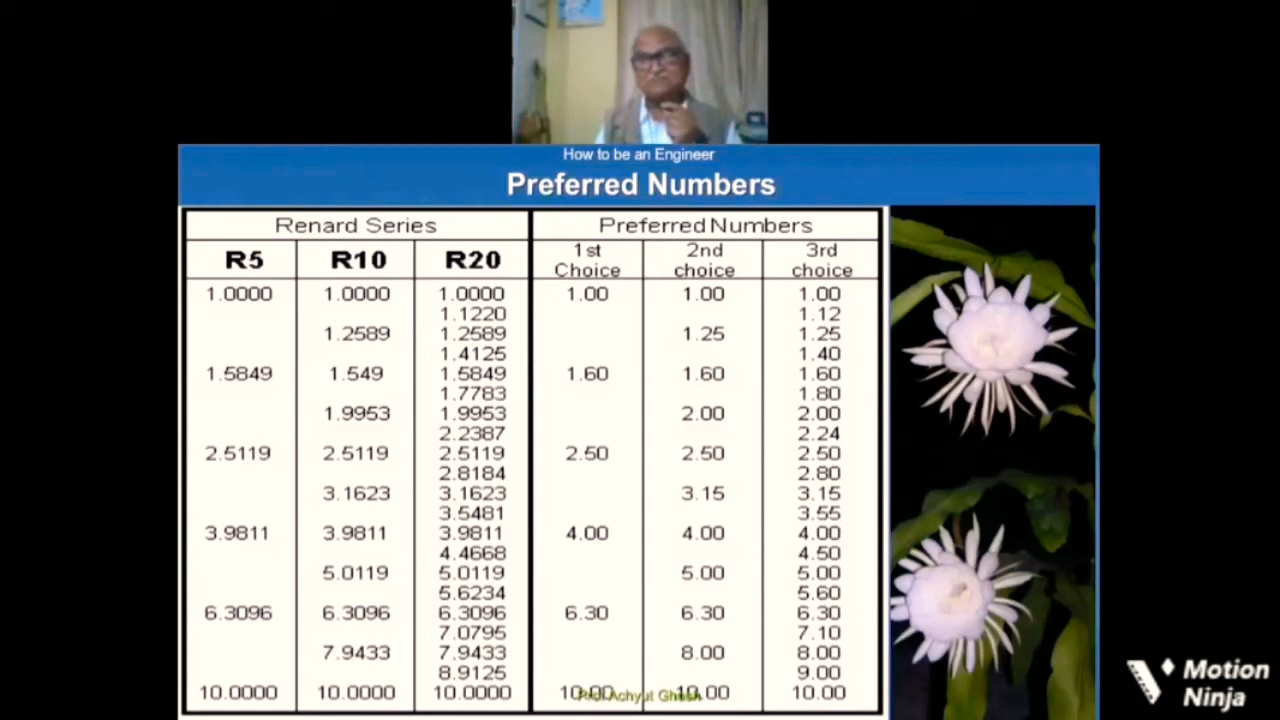 How to be an Engineer
Preferred Numbers
Renard Series Preferred Numbers
R5 R10 R20 1st Choice 2nd choice 3rd choice
1.0000 1.0000 1.0000 1.00 1.00 1.00
1.1220 1.12
1.2589 1.2589 1.25 1.25
1.4125 1.40
1.5849 1.549 1.5849 1.60 1.60 1.60
1.7783 1.80
1.9953 1.9953 2.00 2.00
2.2387 2.24
2.5119 2.5119 2.5119 2.50 2.50 2.50
2.8184 2.80
3.1623 3.1623 3.15 3.15
3.5481 3.55
3.9811 3.9811 3.9811 4.00 4.00 4.00
4.4668 4.50
5.0119 5.0119 5.00 5.00
5.6234 5.60
6.3096 6.3096 6.3096 6.30 6.30 6.30
7.0795 7.10
7.9433 7.9433 8.00 8.00
8.9125 9.00
10.0000 10.0000 10.0000 10.00 10.00 10.00
Prof Achyut Ghosh
Motion
Ninja